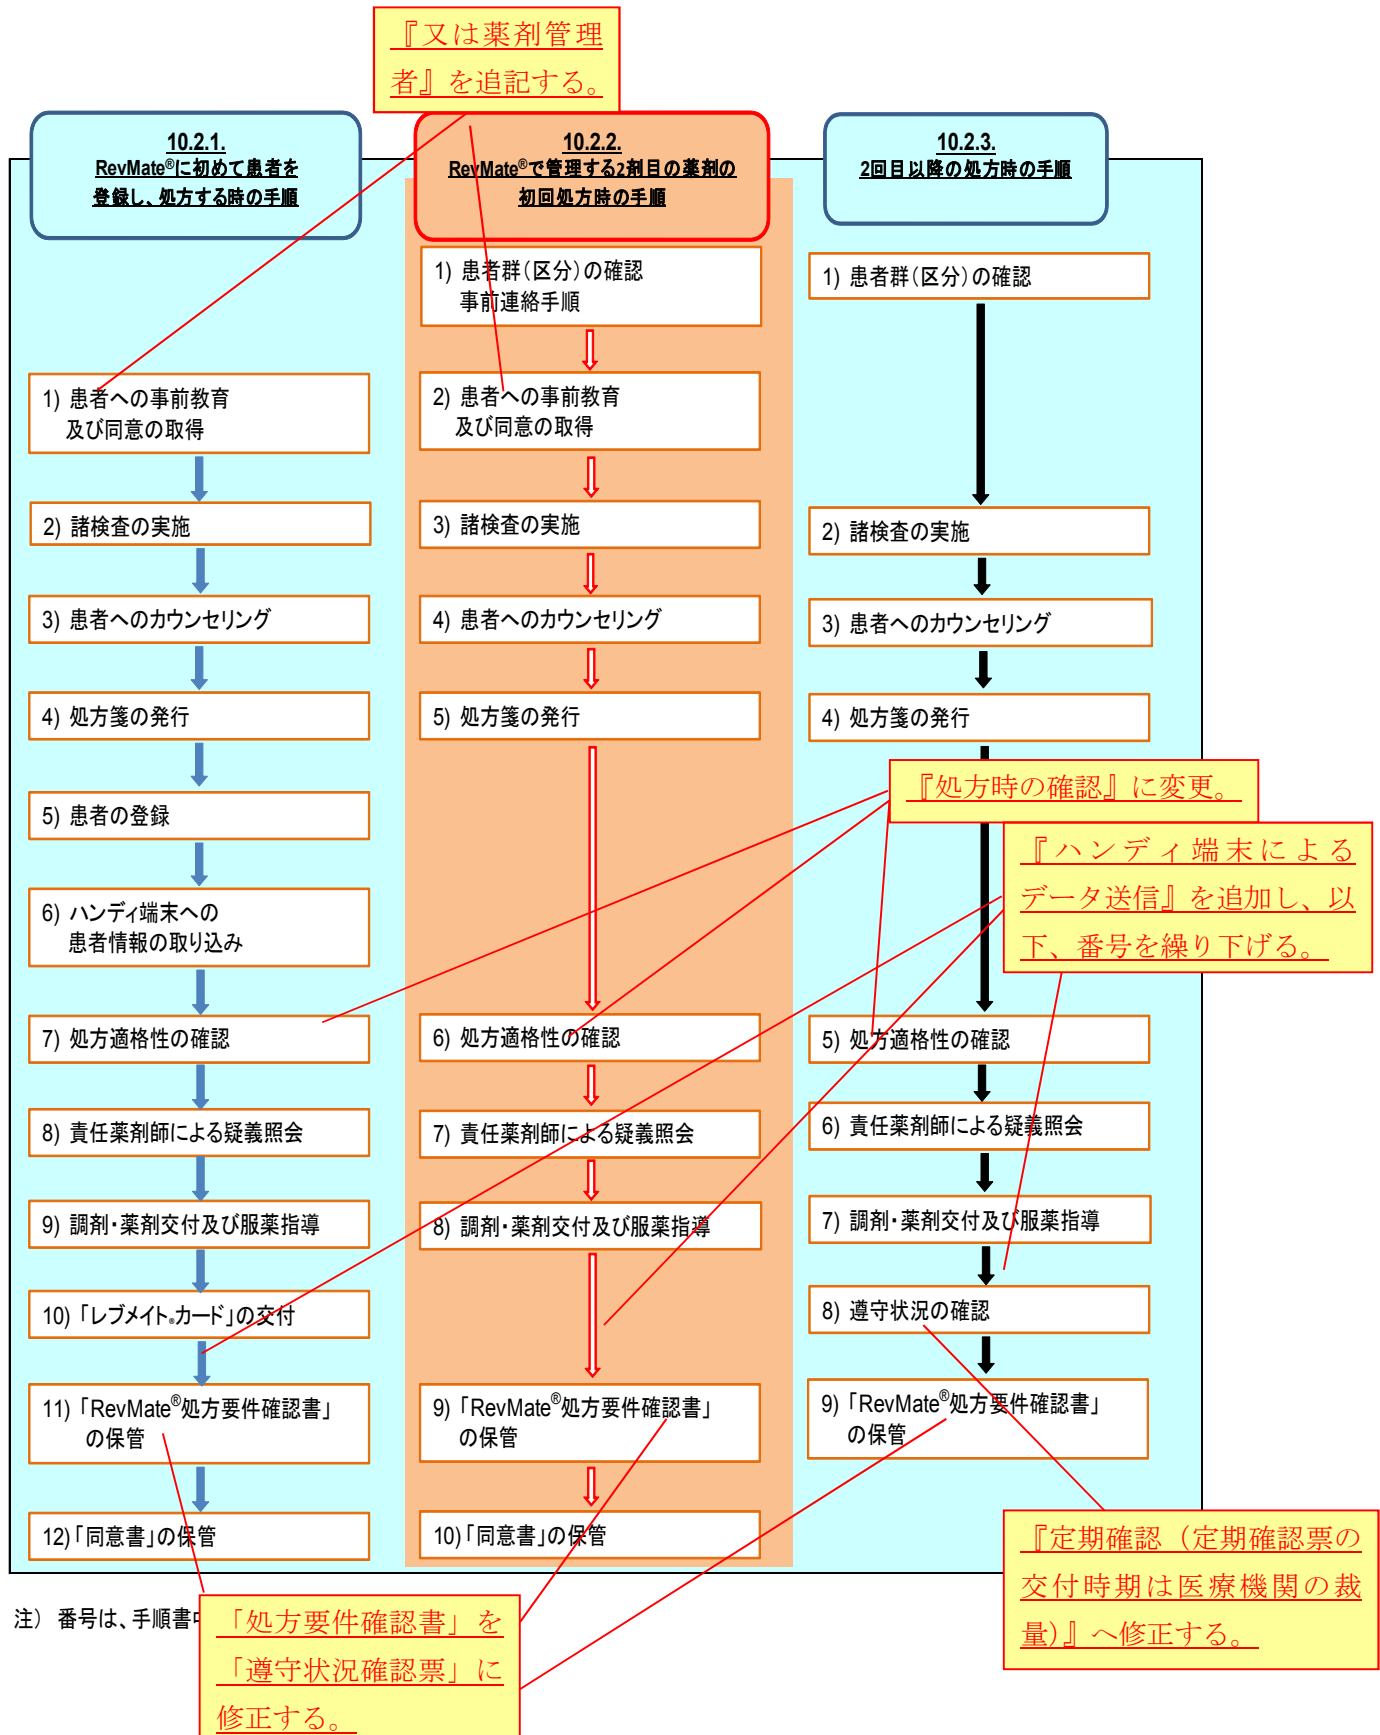 『又は薬剤管理
者』を追記する。
10.2.1.
RevMate®に初めて患者を
登録し、処方する時の手順
10.2.2.
RevMate®で管理する2剤目の薬剤の
初回処方時の手順
10.2.3.
2回目以降の処方時の手順
1) 患者への事前教育
及び同意の取得
2) 諸検査の実施
3) 患者へのカウンセリング
4) 処方箋の発行
5) 患者の登録
6) ハンディ端末への
患者情報の取り込み
7) 処方適格性の確認
8) 責任薬剤師による疑義照会
9) 調剤・薬剤交付及び服薬指導
10)「レブメイト®カード」の交付
11)「RevMate®処方要件確認書」
の保管
12)「同意書」の保管
1) 患者群(区分)の確認
事前連絡手順
2) 患者への事前教育
及び同意の取得
3) 諸検査の実施
4) 患者へのカウンセリング
5) 処方箋の発行
6) 処方適格性の確認
7) 責任薬剤師による疑義照会
8) 調剤・薬剤交付及び服薬指導
9)「RevMate®処方要件確認書」
の保管
10)「同意書」の保管
1) 患者群(区分)の確認
2) 諸検査の実施
3) 患者へのカウンセリング
4) 処方箋の発行
『処方時の確認』に変更。
『ハンディ端末による
データ送信』を追加し、以
下、番号を繰り下げる。
5) 処方適格性の確認
6) 責任薬剤師による疑義照会
7) 調剤・薬剤交付及び服薬指導
8) 遵守状況の確認
9)「RevMate®処方要件確認書」
の保管
『定期確認（定期確認票の
交付時期は医療機関の裁
量）』へ修正する。
注） 番号は、手順書
「処方要件確認書」を
「遵守状況確認票」に
修正する。